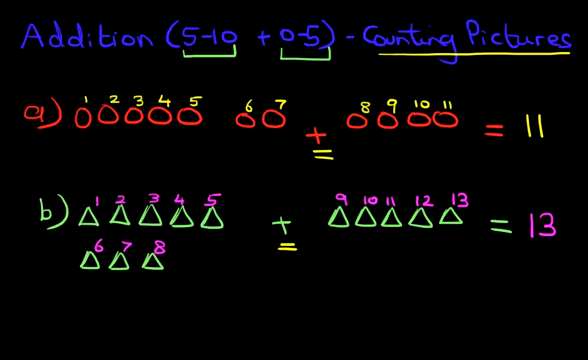 Addition (5-10 + 0-5) - Counting Pictures
1 2 3 4 5 6 7 8 9 10 11
a) + = 11
1 2 3 4 5 9 10 11 12 13
b) + = 13
6 7 8